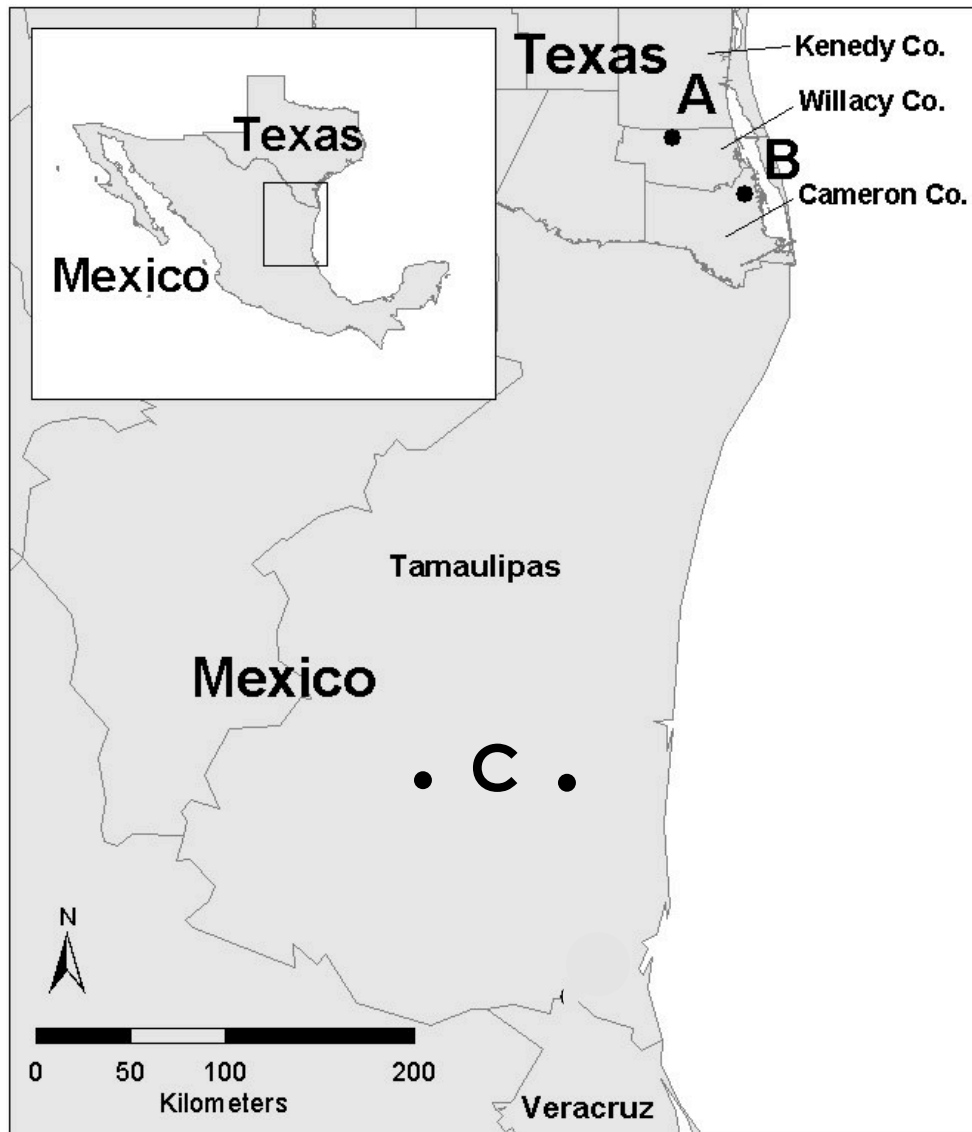 Texas
Kenedy Co.
A
Willacy Co.
B
Cameron Co.
Texas
Mexico
Tamaulipas
Mexico
C
N
0 50 100 200
Kilometers
Veracruz